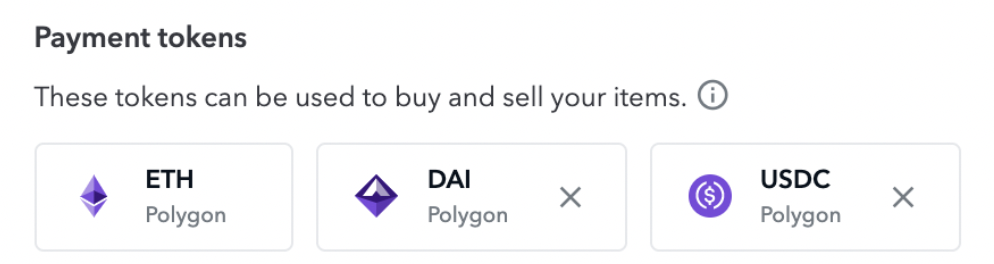 Payment tokens
These tokens can be used to buy and sell your items.
ETH
Polygon
DAI
Polygon
USDC
Polygon